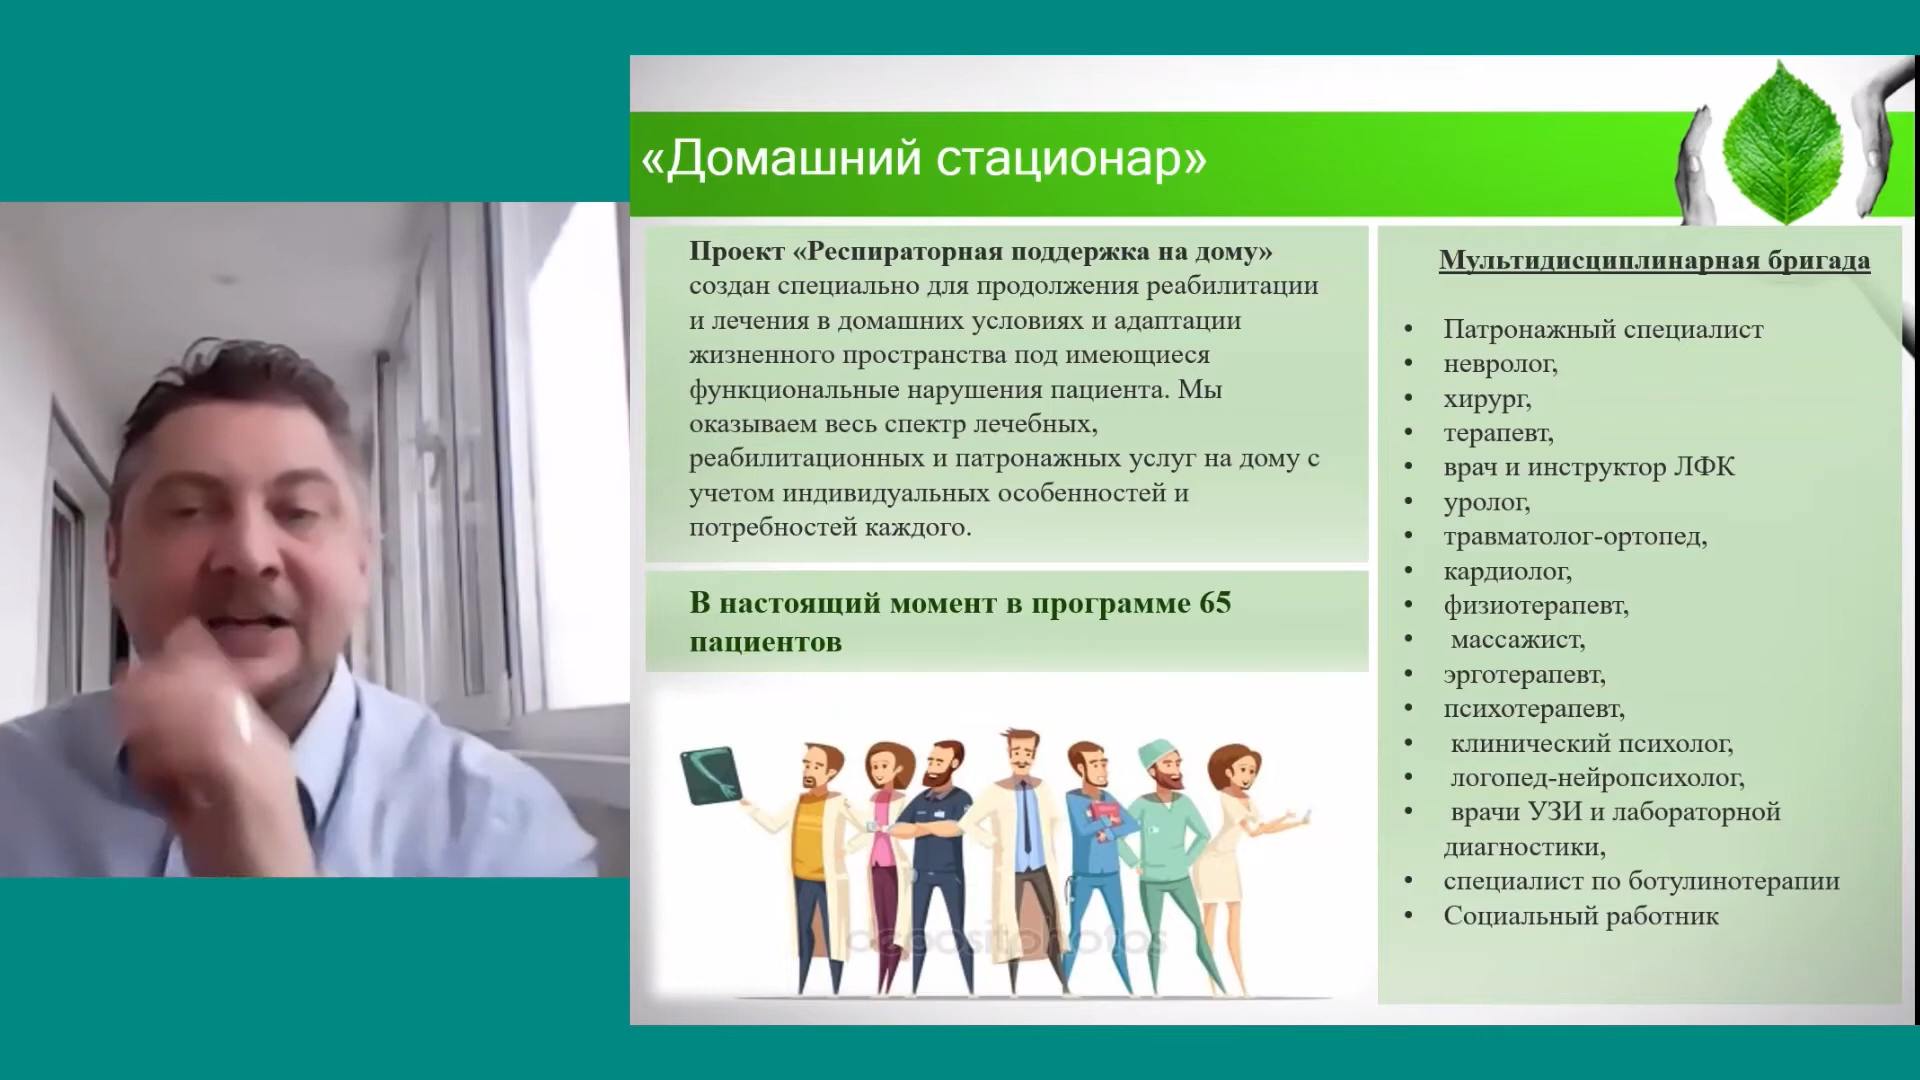 «Домашний стационар»
Проект «Респираторная поддержка на дому»
создан специально для продолжения реабилитации
и лечения в домашних условиях и адаптации
жизненного пространства под имеющиеся
функциональные нарушения пациента. Мы
оказываем весь спектр лечебных,
реабилитационных и патронажных услуг на дому с
учетом индивидуальных особенностей и
потребностей каждого.
В настоящий момент в программе 65
пациентов
depositphotos
Мультидисциплинарная бригада
• Патронажный специалист
• невролог,
• хирург,
• терапевт,
• врач и инструктор ЛФК
• уролог,
• травматолог-ортопед,
• кардиолог,
• физиотерапевт,
• массажист,
• эрготерапевт,
• психотерапевт,
• клинический психолог,
• логопед-нейропсихолог,
• врачи УЗИ и лабораторной
диагностики,
• специалист по ботулинотерапии
• Социальный работник